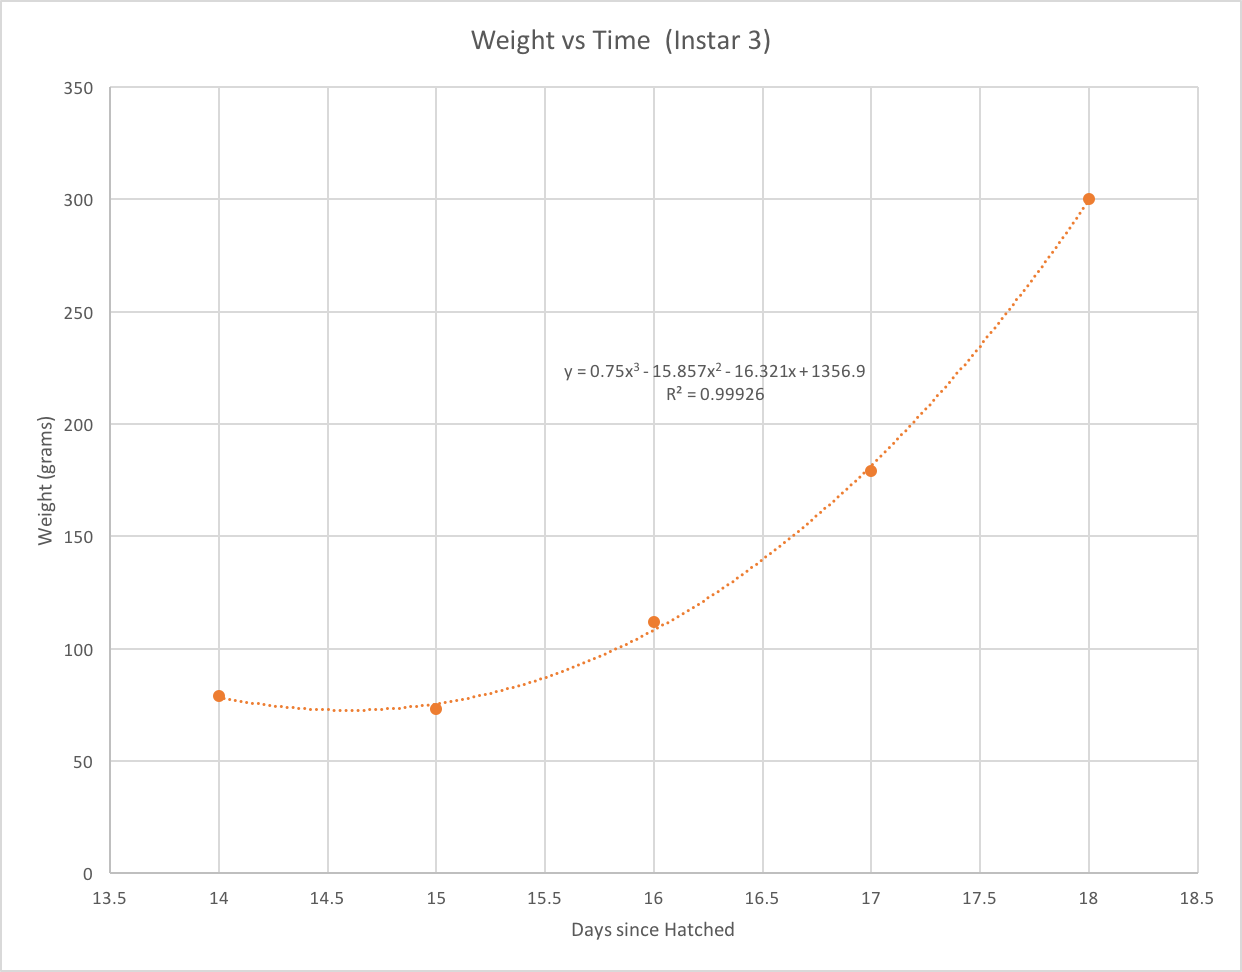 Weight vs Time  (Instar 3)
350
300
250
200
150
100
50
0
y = 0.75x³ - 15.857x² - 16.321x + 1356.9
R² = 0.99926
Weight (grams)
13.5 14 14.5 15 15.5 16 16.5 17 17.5 18 18.5
Days since Hatched